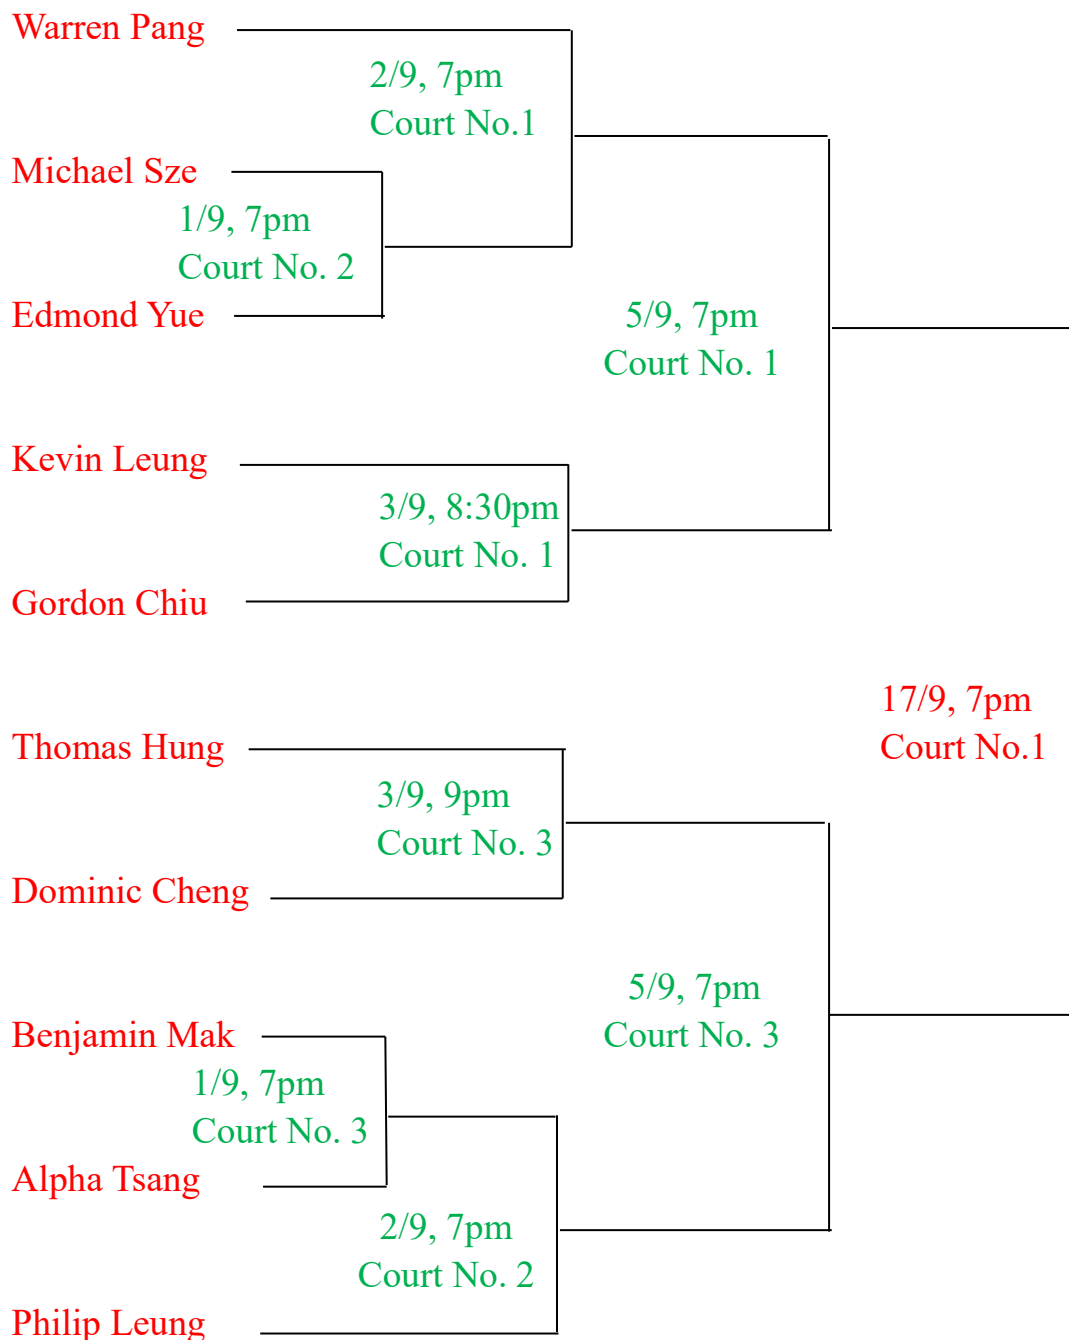 Warren Pang
2/9, 7pm
Court No.1
Michael Sze
1/9, 7pm
Court No. 2
Edmond Yue
5/9, 7pm
Court No. 1
Kevin Leung
3/9, 8:30pm
Court No. 1
Gordon Chiu
17/9, 7pm
Court No.1
Thomas Hung
3/9, 9pm
Court No. 3
Dominic Cheng
5/9, 7pm
Court No. 3
Benjamin Mak
1/9, 7pm
Court No. 3
Alpha Tsang
2/9, 7pm
Court No. 2
Philip Leung